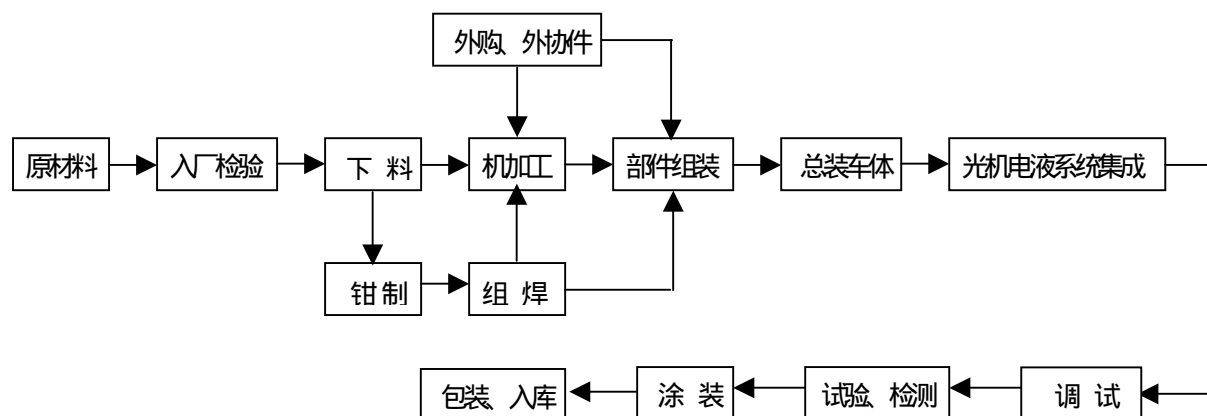 外购、外协件
原材料
入厂检验
下 料
机加工
部件组装
总装车体
光机电液系统集成
钳 制
组 焊
包装、入库
涂 装
试验、检测
调 试